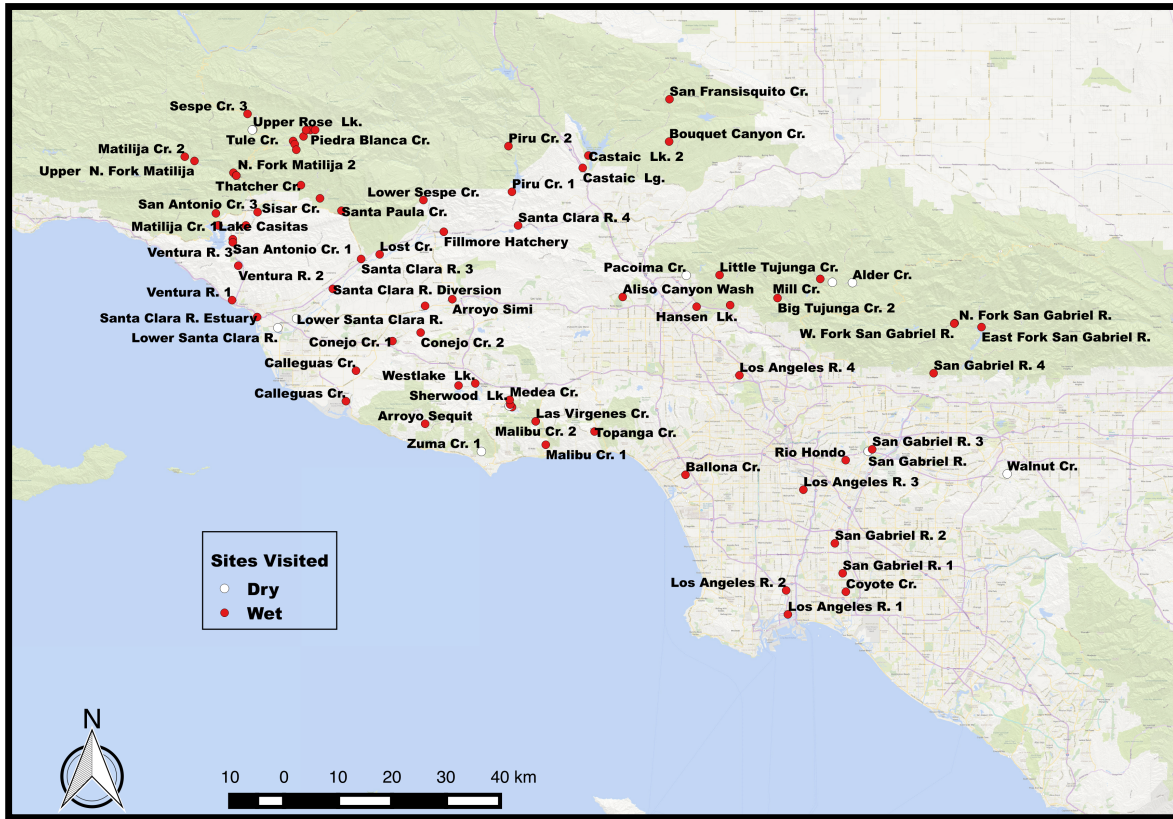 San Fransisquito Cr.
Sespe Cr. 3
Upper Rose Lk.
Bouquet Canyon Cr.
Tule Cr.
Piedra Blanca Cr.
Piru Cr. 2
Matilija Cr. 2
Castaic Lk. 2
N. Fork Matilija 2
Upper N. Fork Matilija
Castaic Lg.
Thatcher Cr.
Piru Cr. 1
Lower Sespe Cr.
San Antonio Cr. 3
Sisar Cr.
Santa Paula Cr.
Santa Clara R. 4
Matilija Cr. 1
Lake Casitas
Fillmore Hatchery
San Antonio Cr. 1
Lost Cr.
Ventura R. 3
Santa Clara R. 3
Pacoima Cr.
Little Tujunga Cr.
Alder Cr.
Ventura R. 2
Santa Clara R. Diversion
Aliso Canyon Wash
Mill Cr.
Ventura R. 1
Arroyo Simi
Big Tujunga Cr. 2
Santa Clara R. Estuary
Lower Santa Clara R.
Hansen Lk.
N. Fork San Gabriel R.
Lower Santa Clara R.
W. Fork San Gabriel R.
East Fork San Gabriel R.
Conejo Cr. 1
Conejo Cr. 2
Calleguas Cr.
Westlake Lk.
Los Angeles R. 4
San Gabriel R. 4
Calleguas Cr.
Sherwood Lk.
Medea Cr.
Arroyo Sequit
Las Virgenes Cr.
Malibu Cr. 2
Topanga Cr.
Zuma Cr. 1
Malibu Cr. 1
San Gabriel R. 3
Rio Hondo
San Gabriel R.
Ballona Cr.
Walnut Cr.
Los Angeles R. 3
San Gabriel R. 2
Sites Visited
Dry
Wet
San Gabriel R. 1
Los Angeles R. 2
Coyote Cr.
Los Angeles R. 1
N
10 0 10 20 30 40 km